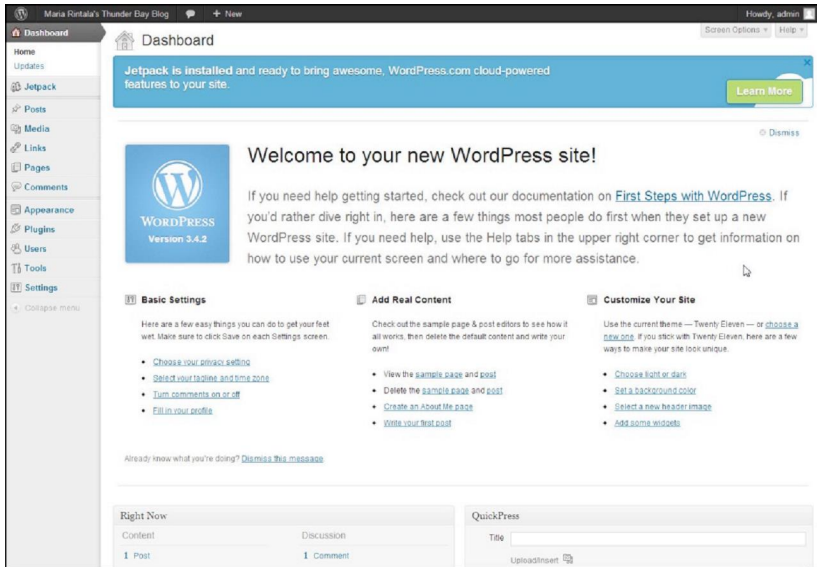 Maria Rintala's Thunder Bay Blog + New Howdy, admin
Dashboard
Home
Updates
Jetpack
Posts
Media
Links
Pages
Comments
Appearance
Plugins
Users
Tools
Settings
Collapse menu
Screen Options Help
Dashboard
Jetpack is installed and ready to bring awesome, WordPress.com cloud-powered
features to your site.
Learn More
Dismiss
WORDPRESS
Version 3.4.2
Welcome to your new WordPress site!
If you need help getting started, check out our documentation on First Steps with WordPress. If
you'd rather dive right in, here are a few things most people do first when they set up a new
WordPress site. If you need help, use the Help tabs in the upper right corner to get information on
how to use your current screen and where to go for more assistance.
Basic Settings
Here are a few easy things you can do to get your feet
wet. Make sure to click Save on each Settings screen.
• Choose your privacy setting
• Select your tagline and time zone
• Turn comments on or off
• Fill in your profile
Add Real Content
Check out the sample page & post editors to see how it
all works, then delete the default content and write your
own!
• View the sample page and post
• Delete the sample page and post
• Create an About Me page
• Write your first post
Customize Your Site
Use the current theme — Twenty Eleven — or choose a
new one. If you stick with Twenty Eleven, here are a few
ways to make your site look unique.
• Choose light or dark
• Set a background color
• Select a new header image
• Add some widgets
Already know what you're doing? Dismiss this message
Right Now
Content Discussion
1 Post 1 Comment
QuickPress
Title
Upload/Insert